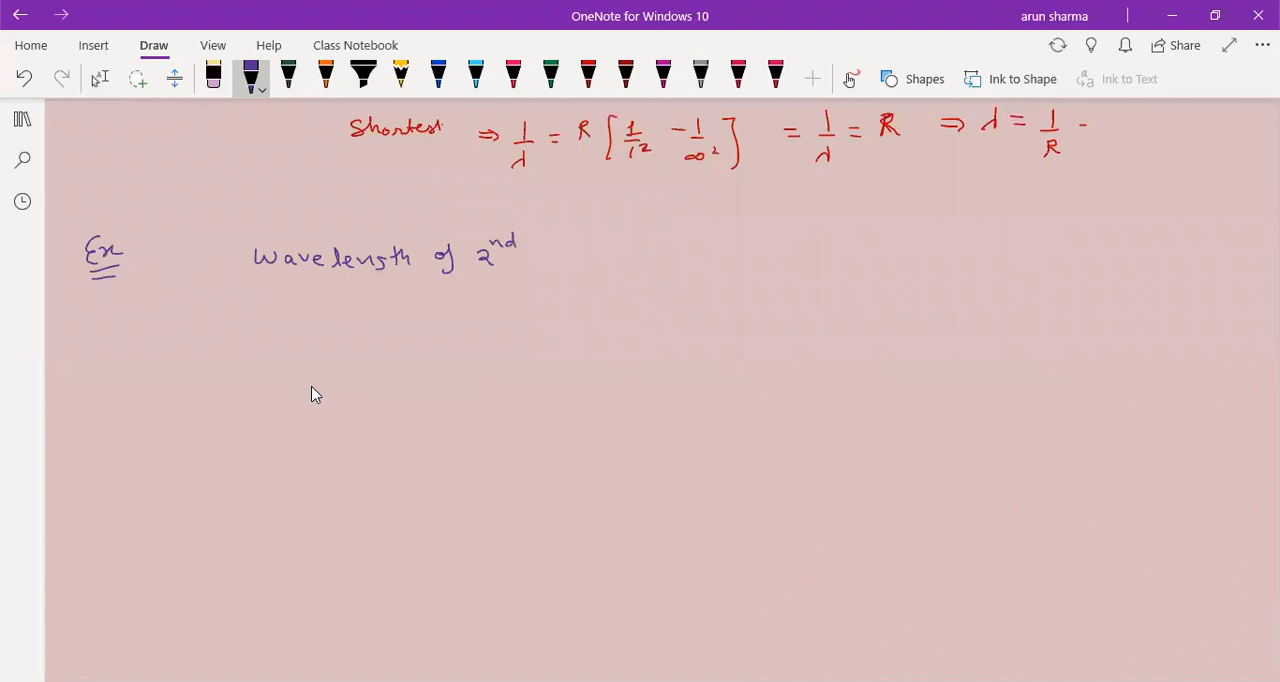 OneNote for Windows 10
arun sharma
Home Insert Draw View Help Class Notebook
Share
Shapes Ink to Shape Ink to Text
Shortest ⇒ 1/λ = R [1/1² - 1/∞²] = 1/λ = R ⇒ λ = 1/R -
Ex Wavelength of 2nd